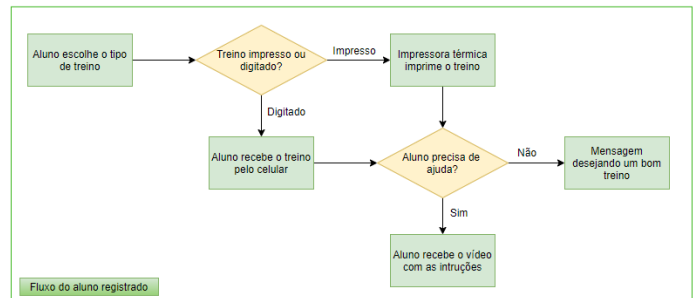 Aluno escolhe o tipo
de treino
Treino impresso ou
digitado?
Impresso
Impressora térmica
imprime o treino
Digitado
Aluno recebe o treino
pelo celular
Aluno precisa de
ajuda?
Não
Mensagem
desejando um bom
treino
Sim
Aluno recebe o vídeo
com as intruções
Fluxo do aluno registrado